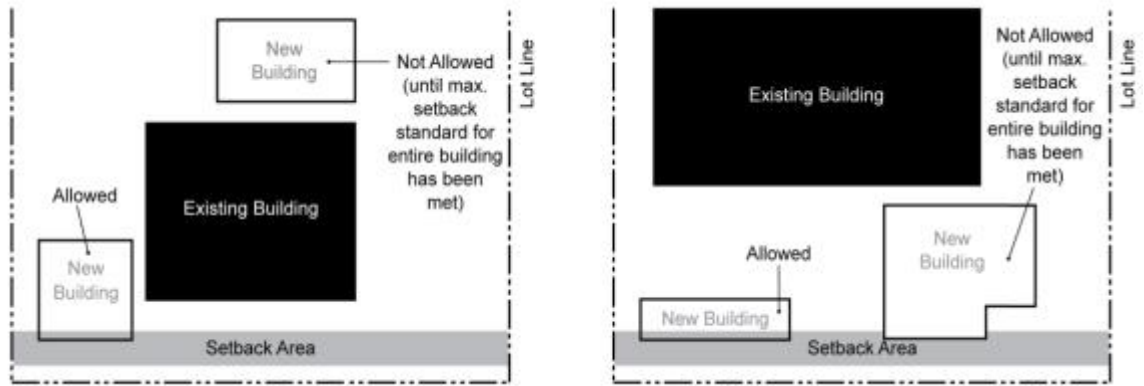 New
Building
Not Allowed
(until max.
setback
standard for
entire building
has been
met)
Lot Line
Allowed
Existing Building
New
Building
Setback Area
Existing Building
Not Allowed
(until max.
setback
standard for
entire building
has been
met)
Lot Line
Allowed
New
Building
New Building
Setback Area